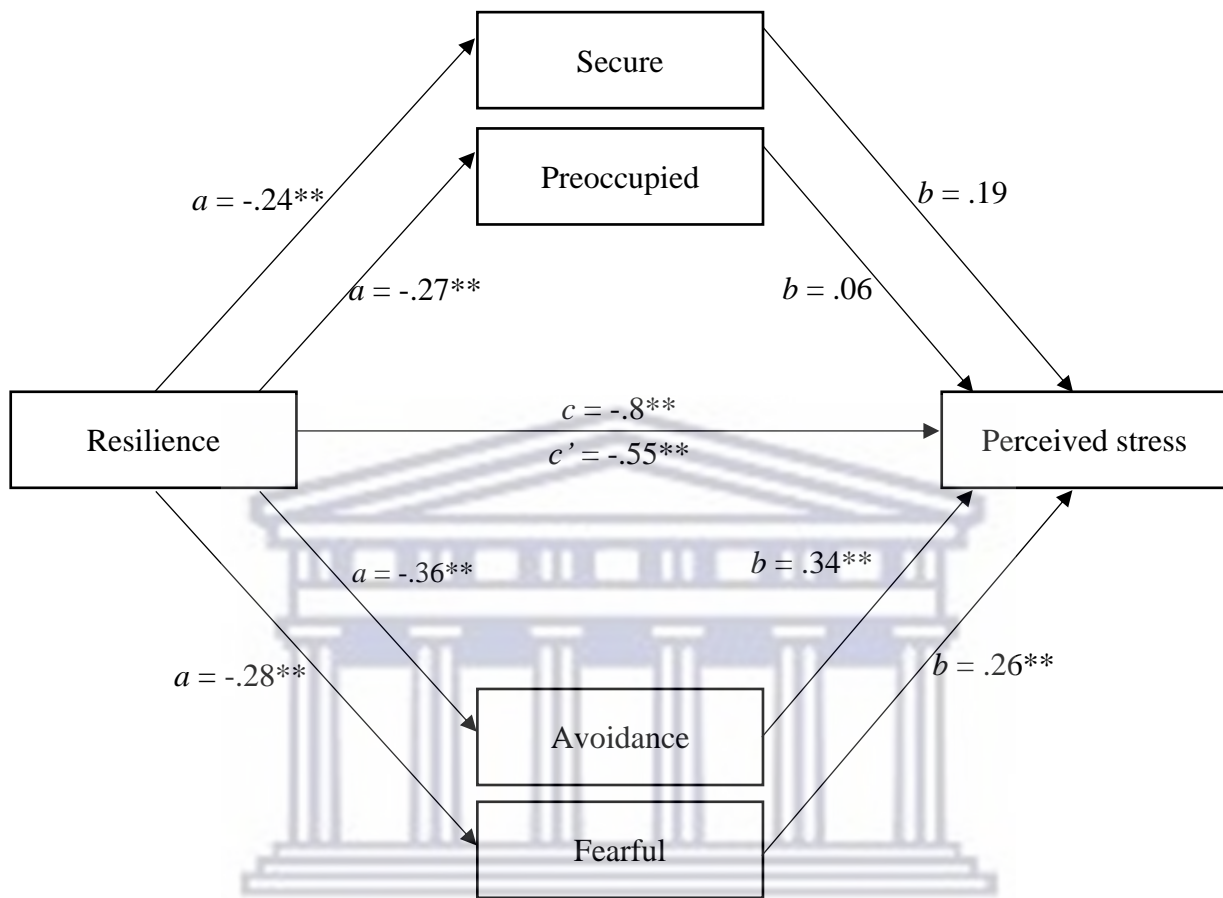 Secure
Preoccupied
a = -.24**
b = .19
a = -.27**
b = .06
Resilience
c = -.8**
c’ = -.55**
Perceived stress
a = -.36**
b = .34**
a = -.28**
b = .26**
Avoidance
Fearful